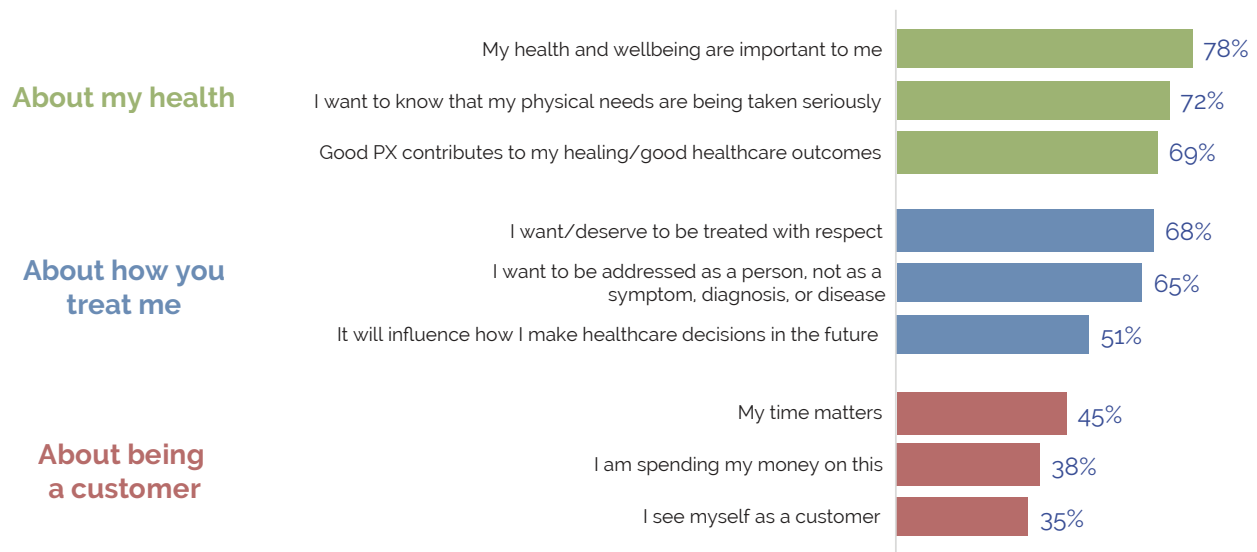 About my health
My health and wellbeing are important to me 78%
I want to know that my physical needs are being taken seriously 72%
Good PX contributes to my healing/good healthcare outcomes 69%
About how you
treat me
I want/deserve to be treated with respect 68%
I want to be addressed as a person, not as a
symptom, diagnosis, or disease 65%
It will influence how I make healthcare decisions in the future 51%
About being
a customer
My time matters 45%
I am spending my money on this 38%
I see myself as a customer 35%